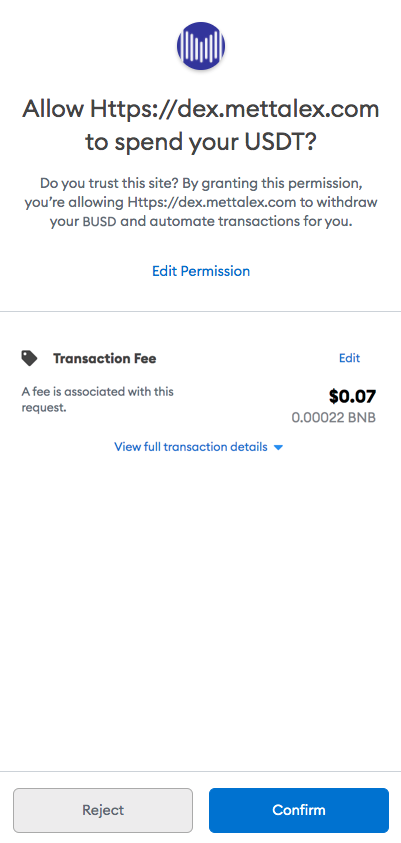 Allow Https://dex.mettalex.com
to spend your USDT?
Do you trust this site? By granting this permission,
you're allowing Https://dex.mettalex.com to withdraw
your BUSD and automate transactions for you.
Edit Permission
Transaction Fee
Edit
A fee is associated with this
request.
$0.07
0.00022 BNB
View full transaction details
Reject
Confirm